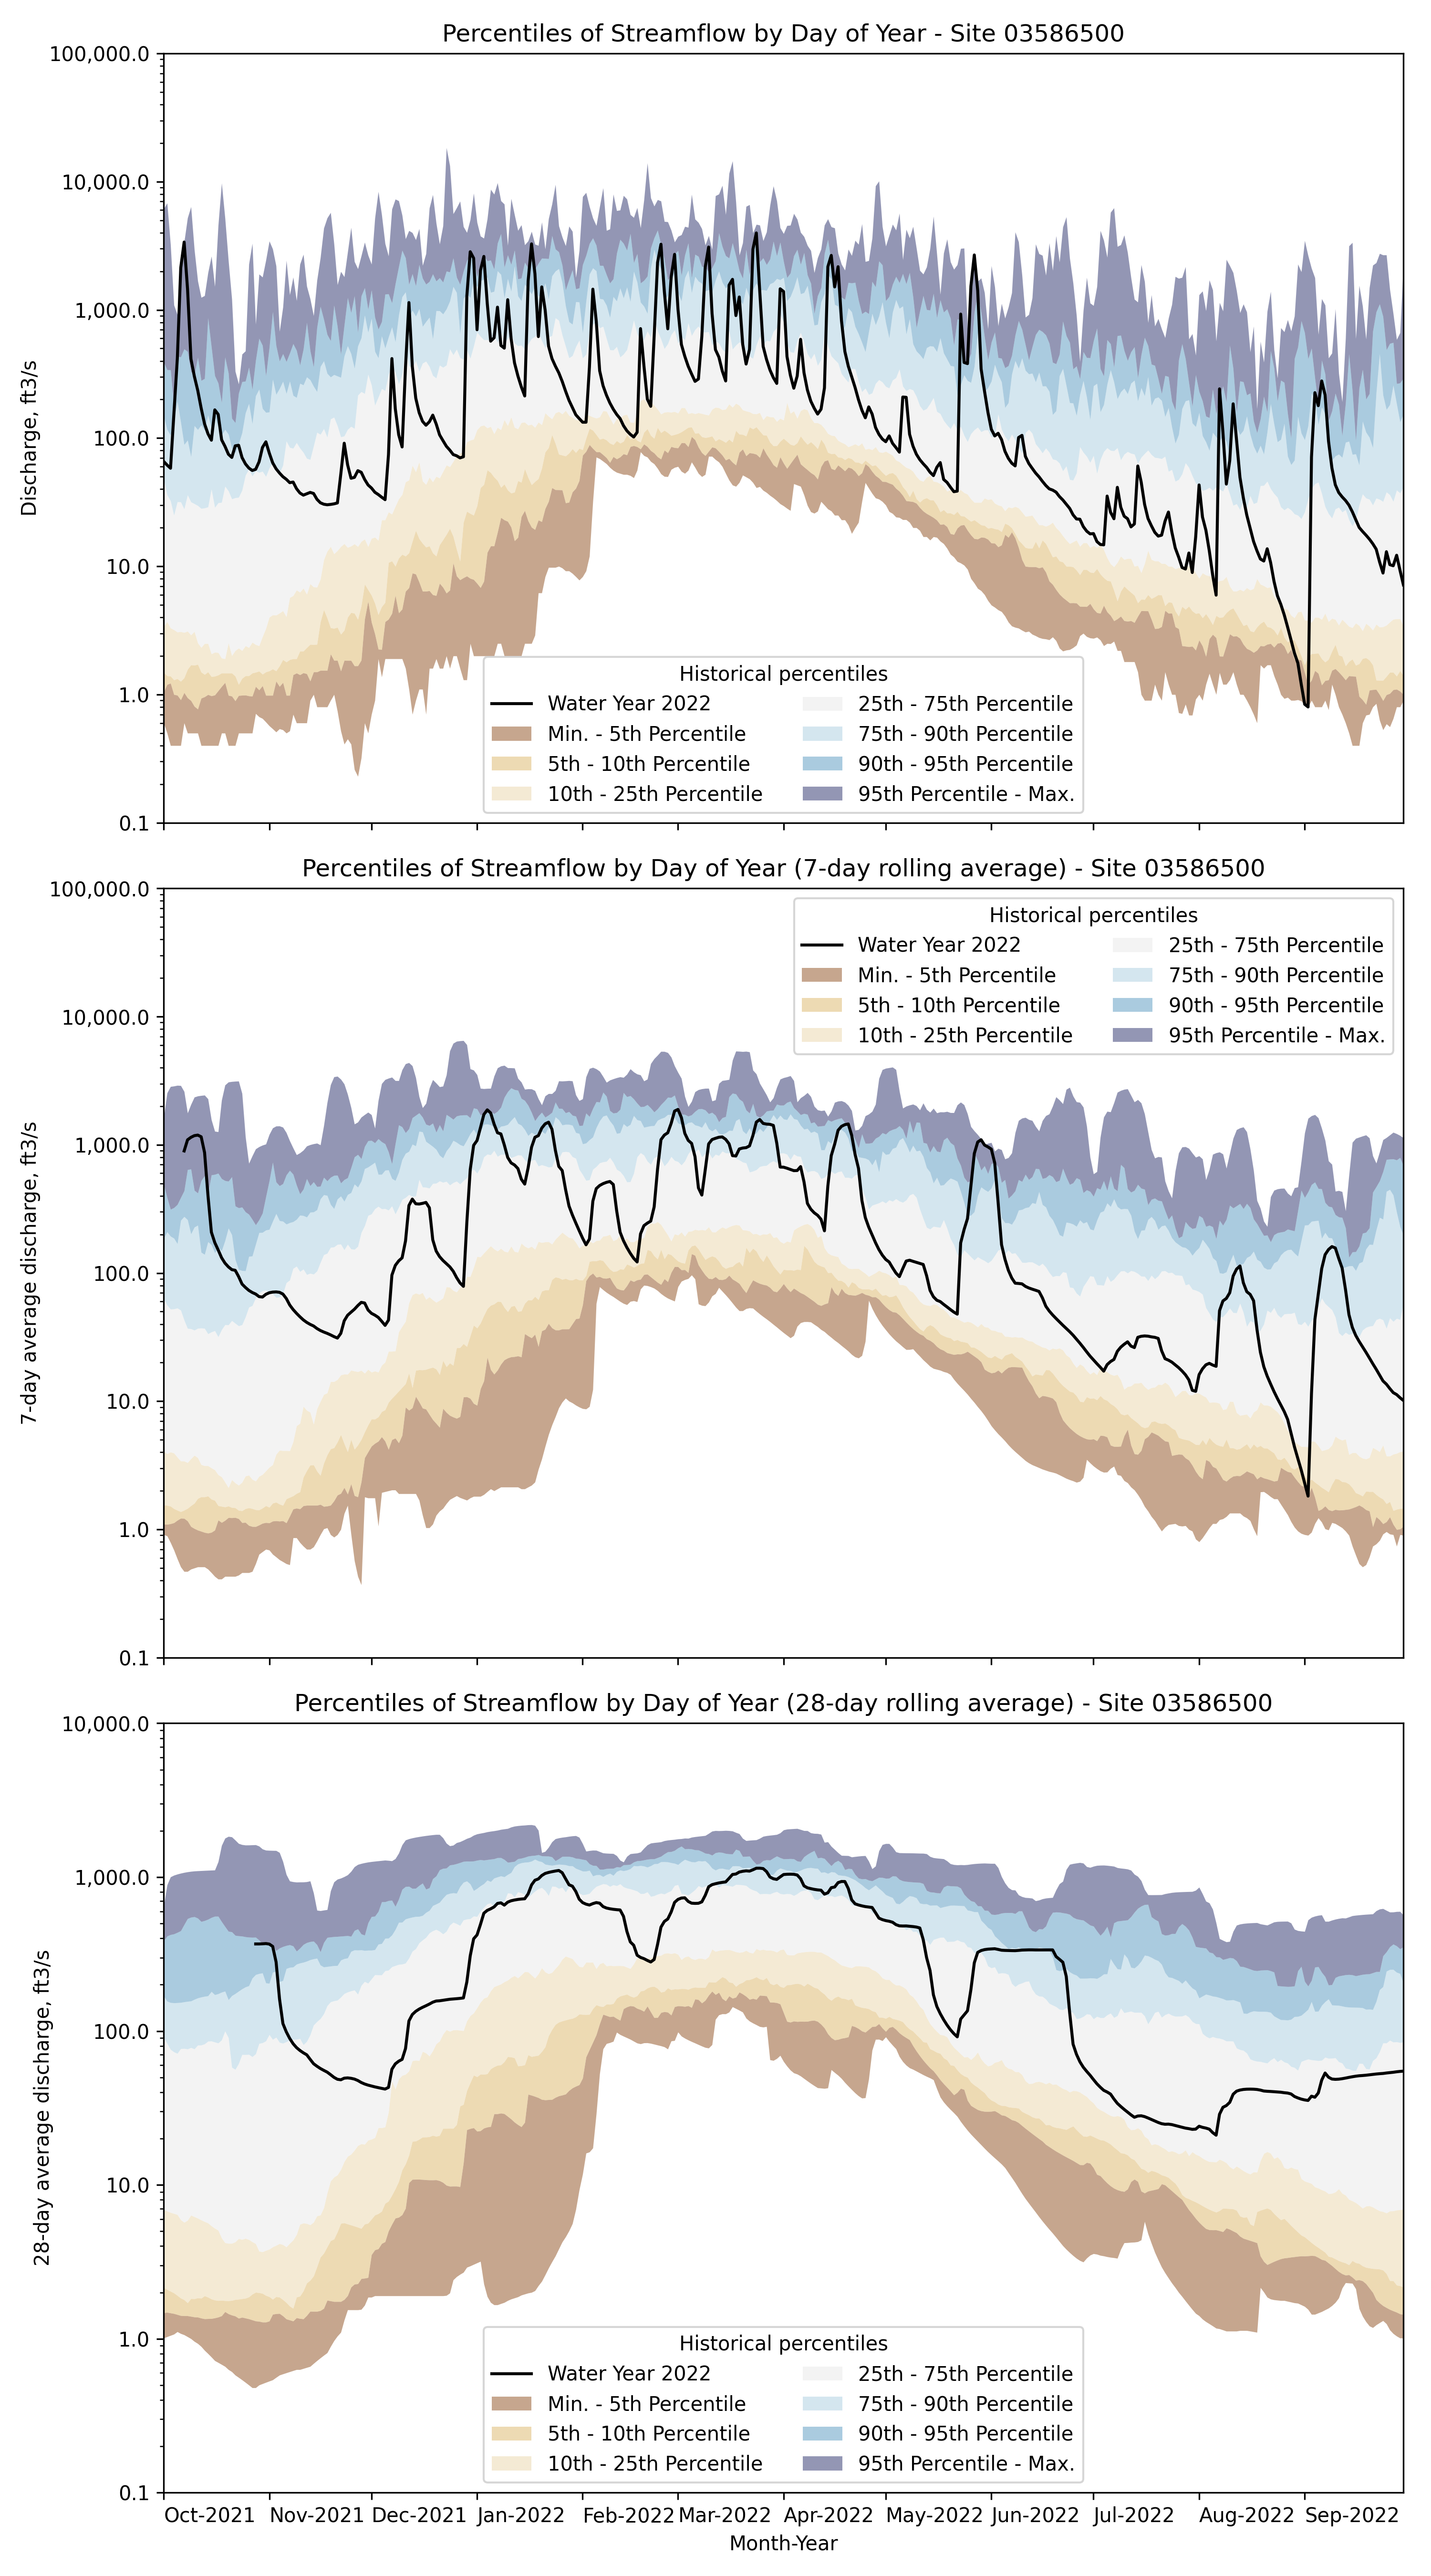 Percentiles of Streamflow by Day of Year - Site 03586500
100,000.0
10,000.0
1,000.0
100.0
10.0
1.0
0.1
Discharge, ft3/s
Historical percentiles
Water Year 2022
Min. - 5th Percentile
5th - 10th Percentile
10th - 25th Percentile
25th - 75th Percentile
75th - 90th Percentile
90th - 95th Percentile
95th Percentile - Max.
Percentiles of Streamflow by Day of Year (7-day rolling average) - Site 03586500
100,000.0
10,000.0
1,000.0
100.0
10.0
1.0
0.1
7-day average discharge, ft3/s
Historical percentiles
Water Year 2022
Min. - 5th Percentile
5th - 10th Percentile
10th - 25th Percentile
25th - 75th Percentile
75th - 90th Percentile
90th - 95th Percentile
95th Percentile - Max.
Percentiles of Streamflow by Day of Year (28-day rolling average) - Site 03586500
10,000.0
1,000.0
100.0
10.0
1.0
0.1
28-day average discharge, ft3/s
Historical percentiles
Water Year 2022
Min. - 5th Percentile
5th - 10th Percentile
10th - 25th Percentile
25th - 75th Percentile
75th - 90th Percentile
90th - 95th Percentile
95th Percentile - Max.
Oct-2021 Nov-2021 Dec-2021 Jan-2022 Feb-2022 Mar-2022 Apr-2022 May-2022 Jun-2022 Jul-2022 Aug-2022 Sep-2022
Month-Year